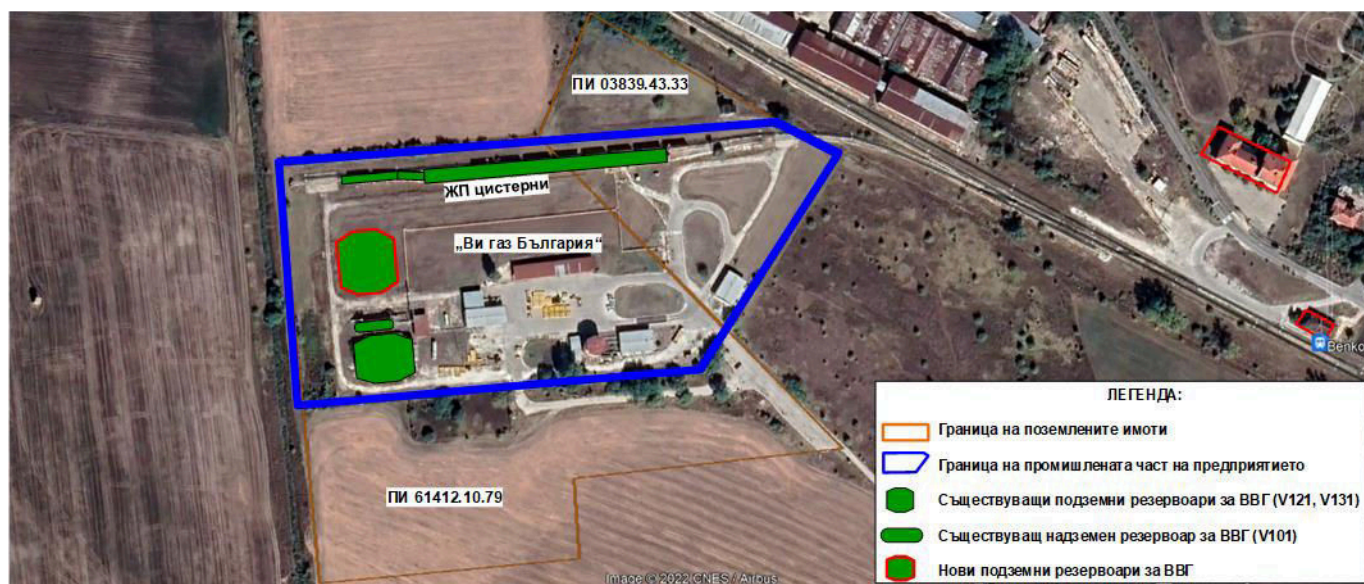 ПИ 03839.43.33
ЖП цистерни
„Ви газ България“
Benko
ПИ 61412.10.79
ЛЕГЕНДА:
Граница на поземлените имоти
Граница на промишлената част на предприятието
Съществуващи подземни резервоари за ВВГ (V121, V131)
Съществуващ надземен резервоар за ВВГ (V101)
Нови подземни резервоари за ВВГ
Image © 2022 CNES / Airbus